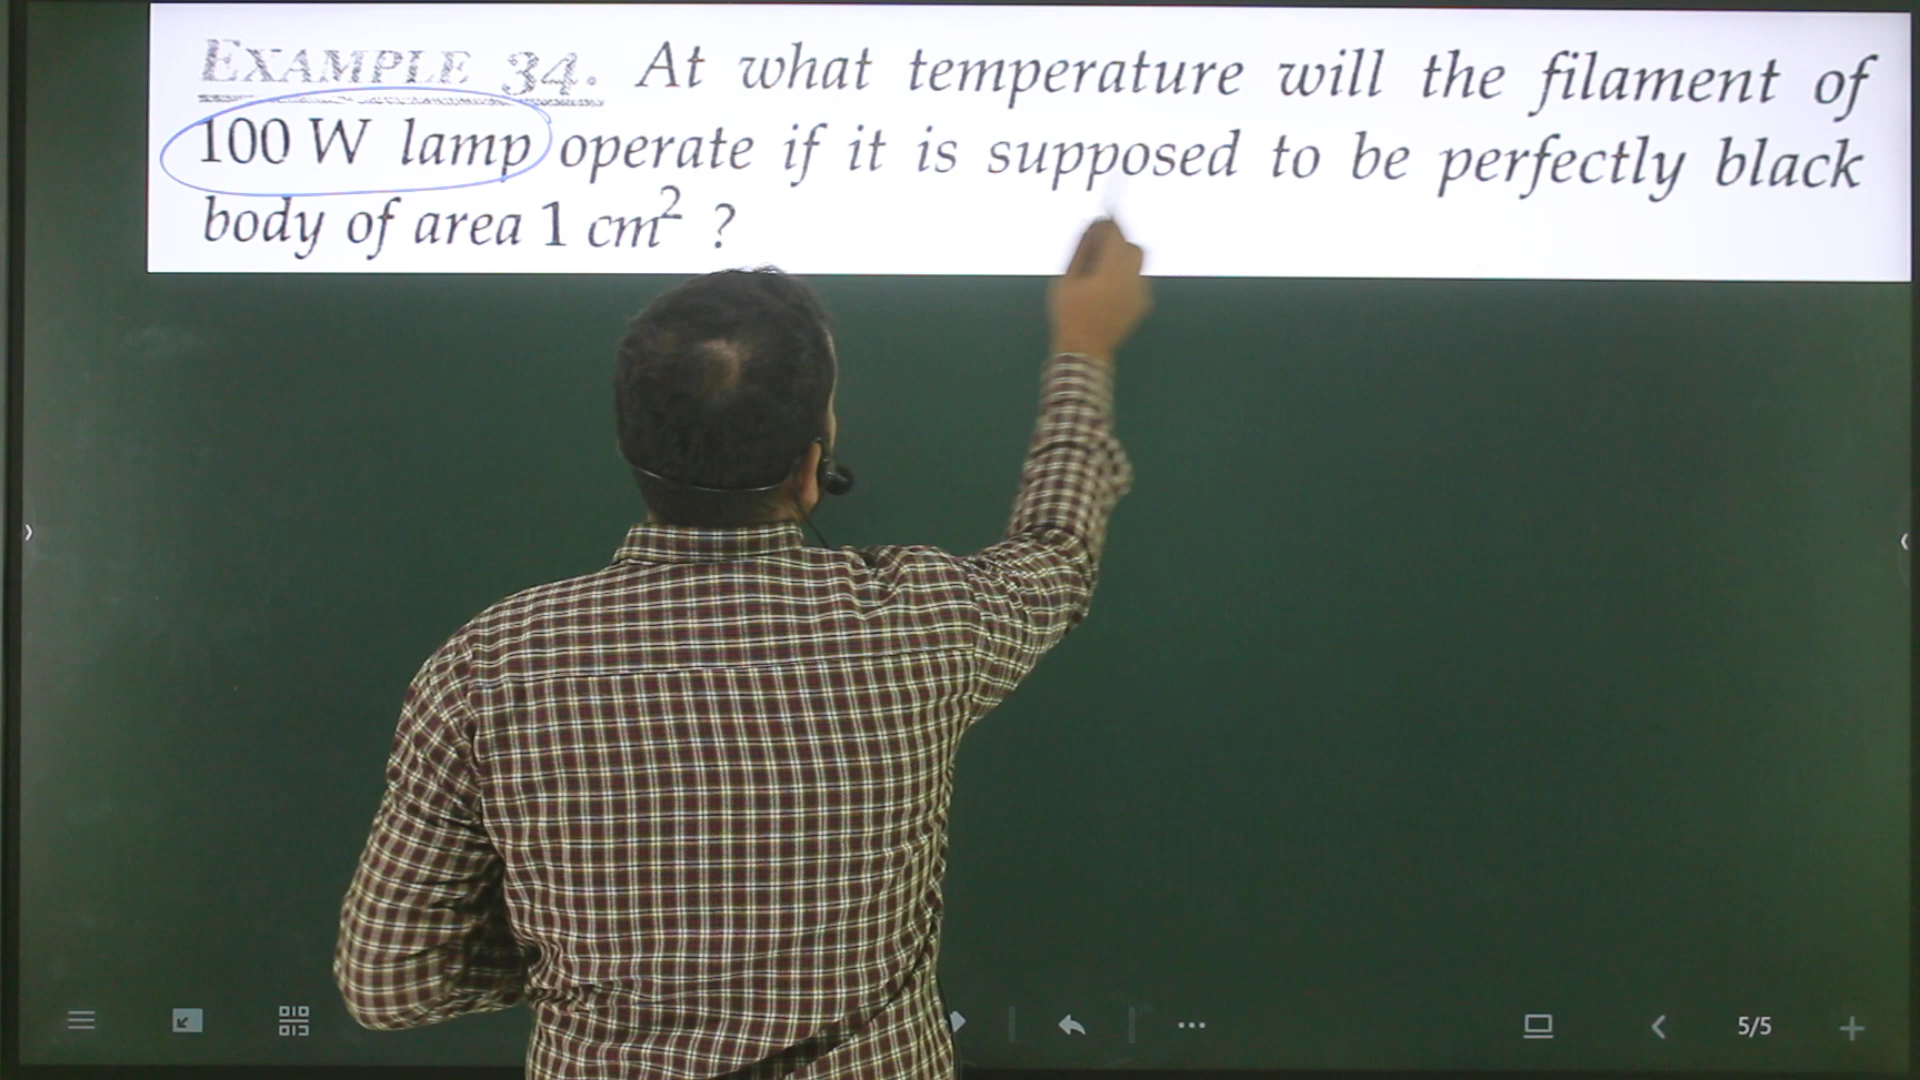 EXAMPLE 34. At what temperature will the filament of
100 W lamp operate if it is supposed to be perfectly black
body of area 1 cm² ?
5/5